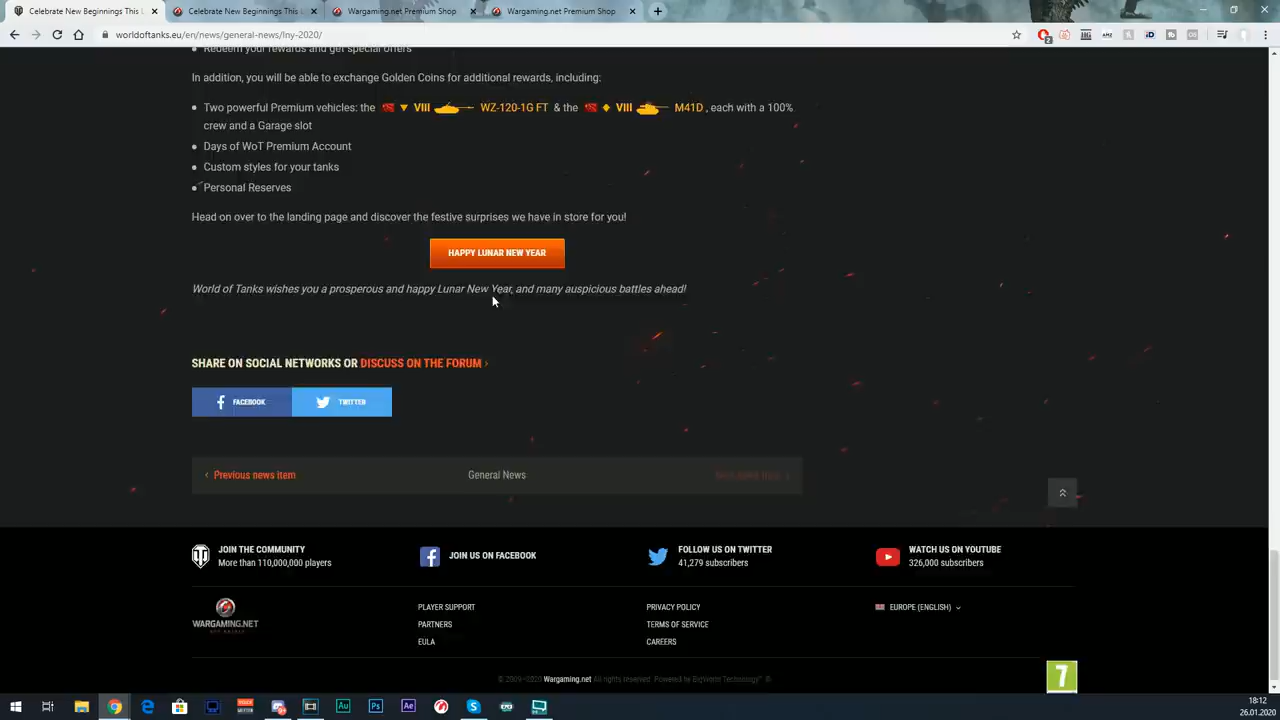 Celebrate New Beginnings This L
Celebrate New Beginnings This L
Wargaming.net Premium Shop
Wargaming.net Premium Shop
worldoftanks.eu/en/news/general-news/lny-2020/
Redeem your rewards and get special offers
In addition, you will be able to exchange Golden Coins for additional rewards, including:
Two powerful Premium vehicles: the VIII WZ-120-1G FT & the VIII M41D , each with a 100%
crew and a Garage slot
Days of WoT Premium Account
Custom styles for your tanks
Personal Reserves
Head on over to the landing page and discover the festive surprises we have in store for you!
HAPPY LUNAR NEW YEAR
World of Tanks wishes you a prosperous and happy Lunar New Year, and many auspicious battles ahead!
SHARE ON SOCIAL NETWORKS OR DISCUSS ON THE FORUM ›
FACEBOOK
TWITTER
‹ Previous news item
General News
JOIN THE COMMUNITY
More than 110,000,000 players
JOIN US ON FACEBOOK
FOLLOW US ON TWITTER
41,279 subscribers
WATCH US ON YOUTUBE
326,000 subscribers
WARGAMING.NET
PLAYER SUPPORT
PARTNERS
EULA
PRIVACY POLICY
TERMS OF SERVICE
CAREERS
EUROPE (ENGLISH)
© 2009–2020 Wargaming.net All rights reserved. Powered by BigWorld Technology™ ©
7
18:12
26.01.2020